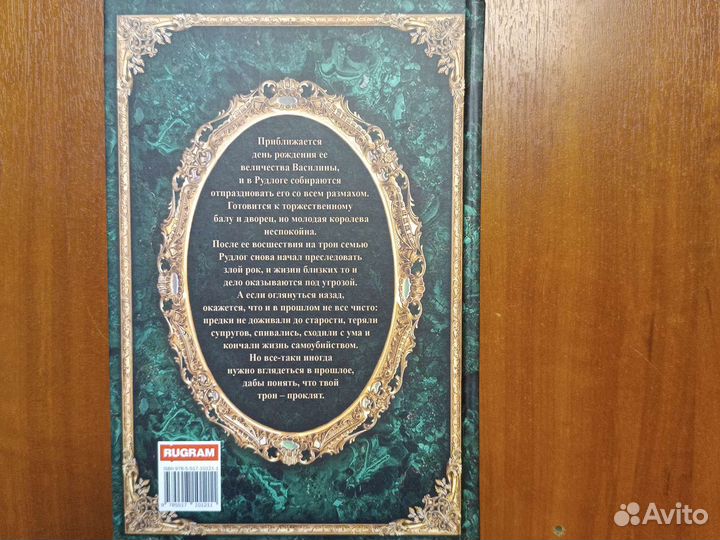 Приближается
день рождения ее
величества Василины,
и в Рудлоге собираются
отпраздновать его со всем размахом.
Готовится к торжественному
балу и дворец, но молодая королева
неспокойна.
После ее восшествия на трон семью
Рудлог снова начал преследовать
злой рок, и жизни близких то и
дело оказываются под угрозой.
А если оглянуться назад,
окажется, что и в прошлом не все чисто:
предки не доживали до старости, теряли
супругов, спивались, сходили с ума и
кончали жизнь самоубийством.
Но все-таки иногда
нужно вглядеться в прошлое,
дабы понять, что твой
трон – проклят.
RUGRAM
Avito